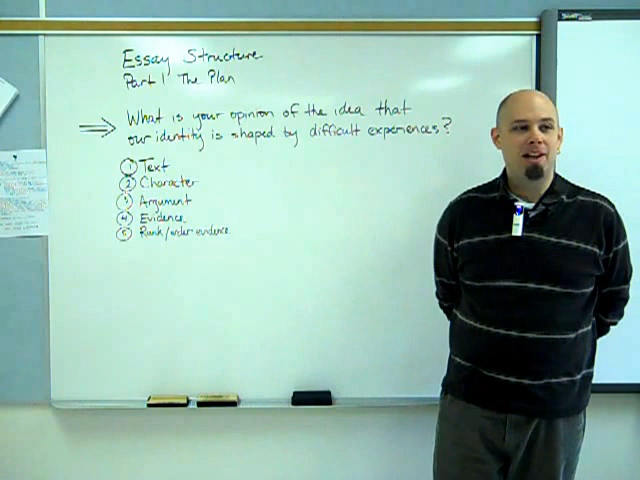 Essay Structure
Part 1 The Plan
What is your opinion of the idea that
our identity is shaped by difficult experiences?
1 Text
2 Character
3 Argument
4 Evidence
5 Rank/order evidence